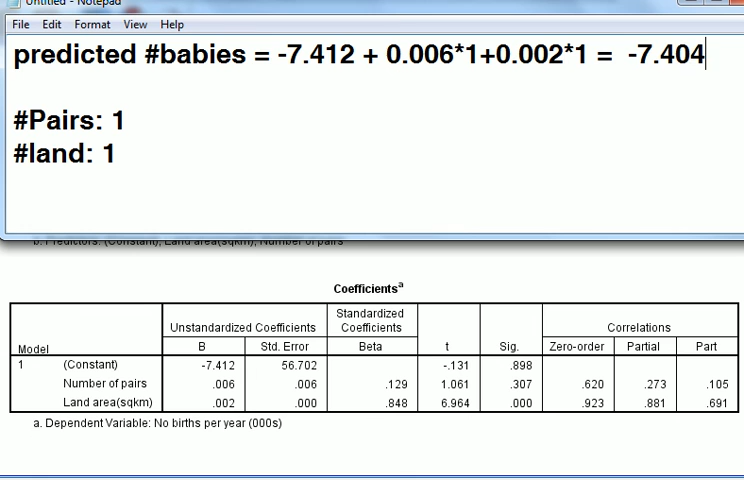 Untitled - Notepad
File Edit Format View Help
predicted #babies = -7.412 + 0.006*1+0.002*1 = -7.404
#Pairs: 1
#land: 1
b. Predictors: (Constant), Land area(sqkm), Number of pairs
Coefficientsa
Model Unstandardized Coefficients Standardized Coefficients t Sig. Correlations
B Std. Error Beta Zero-order Partial Part
1 (Constant) -7.412 56.702 -.131 .898
Number of pairs .006 .006 .129 1.061 .307 .620 .273 .105
Land area(sqkm) .002 .000 .848 6.964 .000 .923 .881 .691
a. Dependent Variable: No births per year (000s)